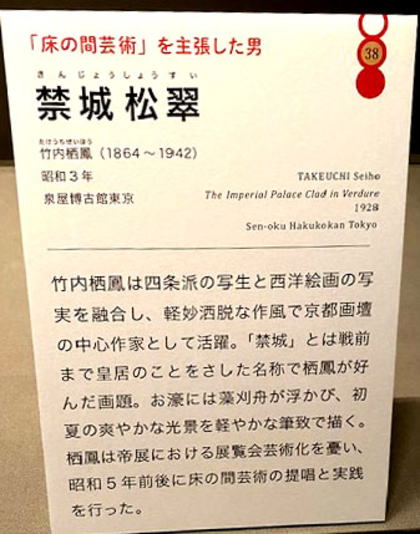 「床の間芸術」を主張した男
38
きんじょうしょうすい
禁城松翠
たけうちせいほう
竹内栖鳳（1864～1942）
昭和３年
泉屋博古館東京
TAKEUCHI Seiho
The Imperial Palace Clad in Verdure
1928
Sen-oku Hakukokan Tokyo
竹内栖鳳は四条派の写生と西洋絵画の写
実を融合し、軽妙洒脱な作風で京都画壇
の中心作家として活躍。「禁城」とは戦前
まで皇居のことをさした名称で栖鳳が好
んだ画題。お濠には藻刈舟が浮かび、初
夏の爽やかな光景を軽やかな筆致で描く。
栖鳳は帝展における展覧会芸術化を憂い、
昭和５年前後に床の間芸術の提唱と実践
を行った。